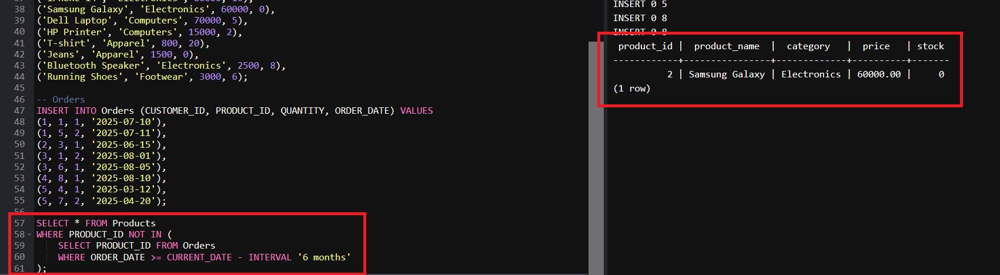 38 ('Samsung Galaxy', 'Electronics', 60000, 0),
39 ('Dell Laptop', 'Computers', 70000, 5),
40 ('HP Printer', 'Computers', 15000, 2),
41 ('T-shirt', 'Apparel', 800, 20),
42 ('Jeans', 'Apparel', 1500, 0),
43 ('Bluetooth Speaker', 'Electronics', 2500, 8),
44 ('Running Shoes', 'Footwear', 3000, 6);
45
46 -- Orders
47 INSERT INTO Orders (CUSTOMER_ID, PRODUCT_ID, QUANTITY, ORDER_DATE) VALUES
48 (1, 1, 1, '2025-07-10'),
49 (1, 5, 2, '2025-07-11'),
50 (2, 3, 1, '2025-06-15'),
51 (3, 1, 2, '2025-08-01'),
52 (3, 6, 1, '2025-08-05'),
53 (4, 8, 1, '2025-08-10'),
54 (5, 4, 1, '2025-03-12'),
55 (5, 7, 2, '2025-04-20');
56
57 SELECT * FROM Products
58 WHERE PRODUCT_ID NOT IN (
59 SELECT PRODUCT_ID FROM Orders
60 WHERE ORDER_DATE >= CURRENT_DATE - INTERVAL '6 months'
61 );
INSERT 0 5
INSERT 0 8
INSERT 0 8
product_id | product_name | category | price | stock
------------+----------------+-------------+----------+-------
2 | Samsung Galaxy | Electronics | 60000.00 | 0
(1 row)